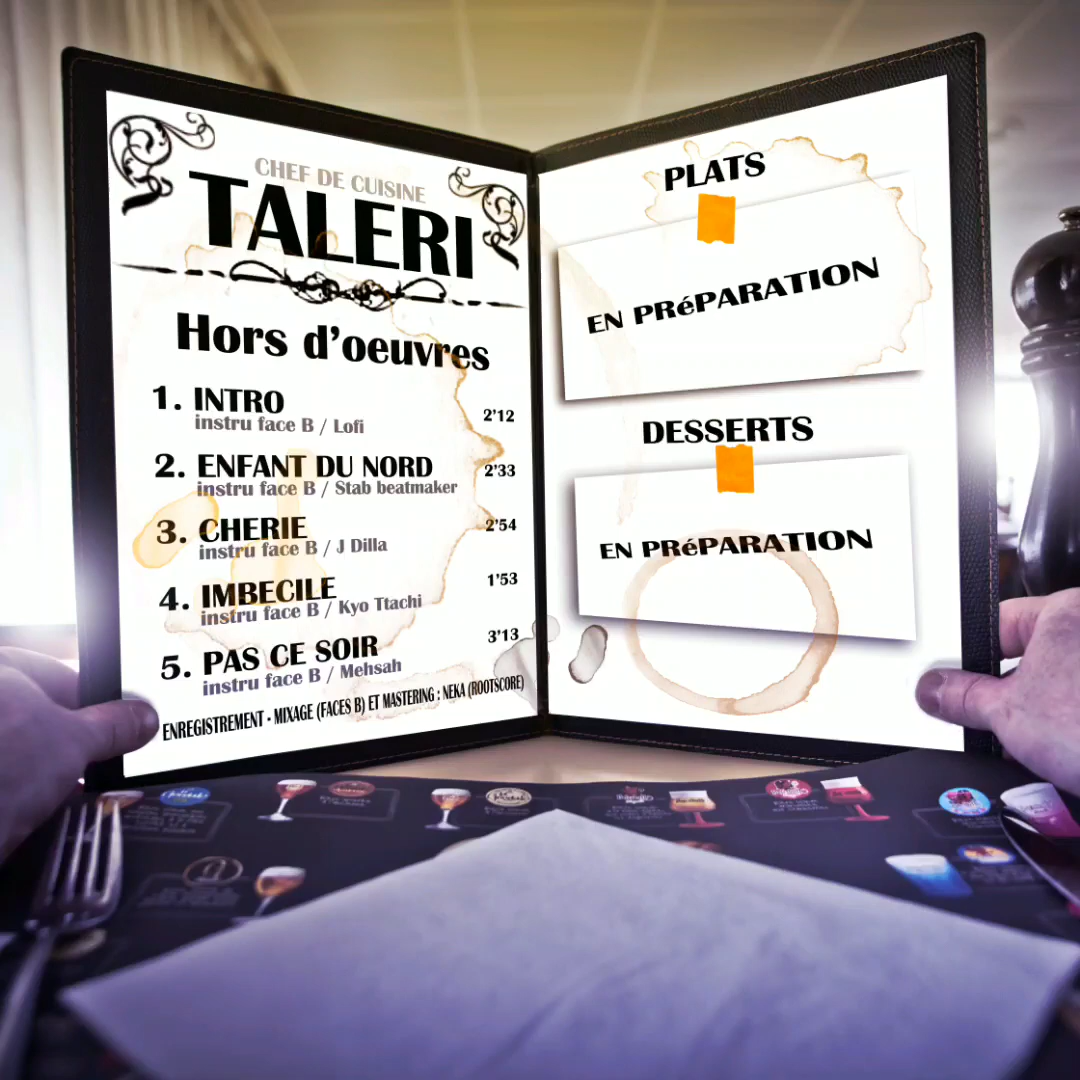 CHEF DE CUISINE
TALERI
Hors d'oeuvres
1. INTRO 2'12
instru face B / Lofi
2. ENFANT DU NORD 2'33
instru face B / Stab beatmaker
3. CHERIE 2'54
instru face B / J Dilla
4. IMBECILE 1'53
instru face B / Kyo Ttachi
5. PAS CE SOIR 3'13
instru face B / Mehsah
ENREGISTREMENT - MIXAGE (FACES B) ET MASTERING : NEKA (ROOTSCORE)
PLATS
EN PRéPARATION
DESSERTS
EN PRéPARATION